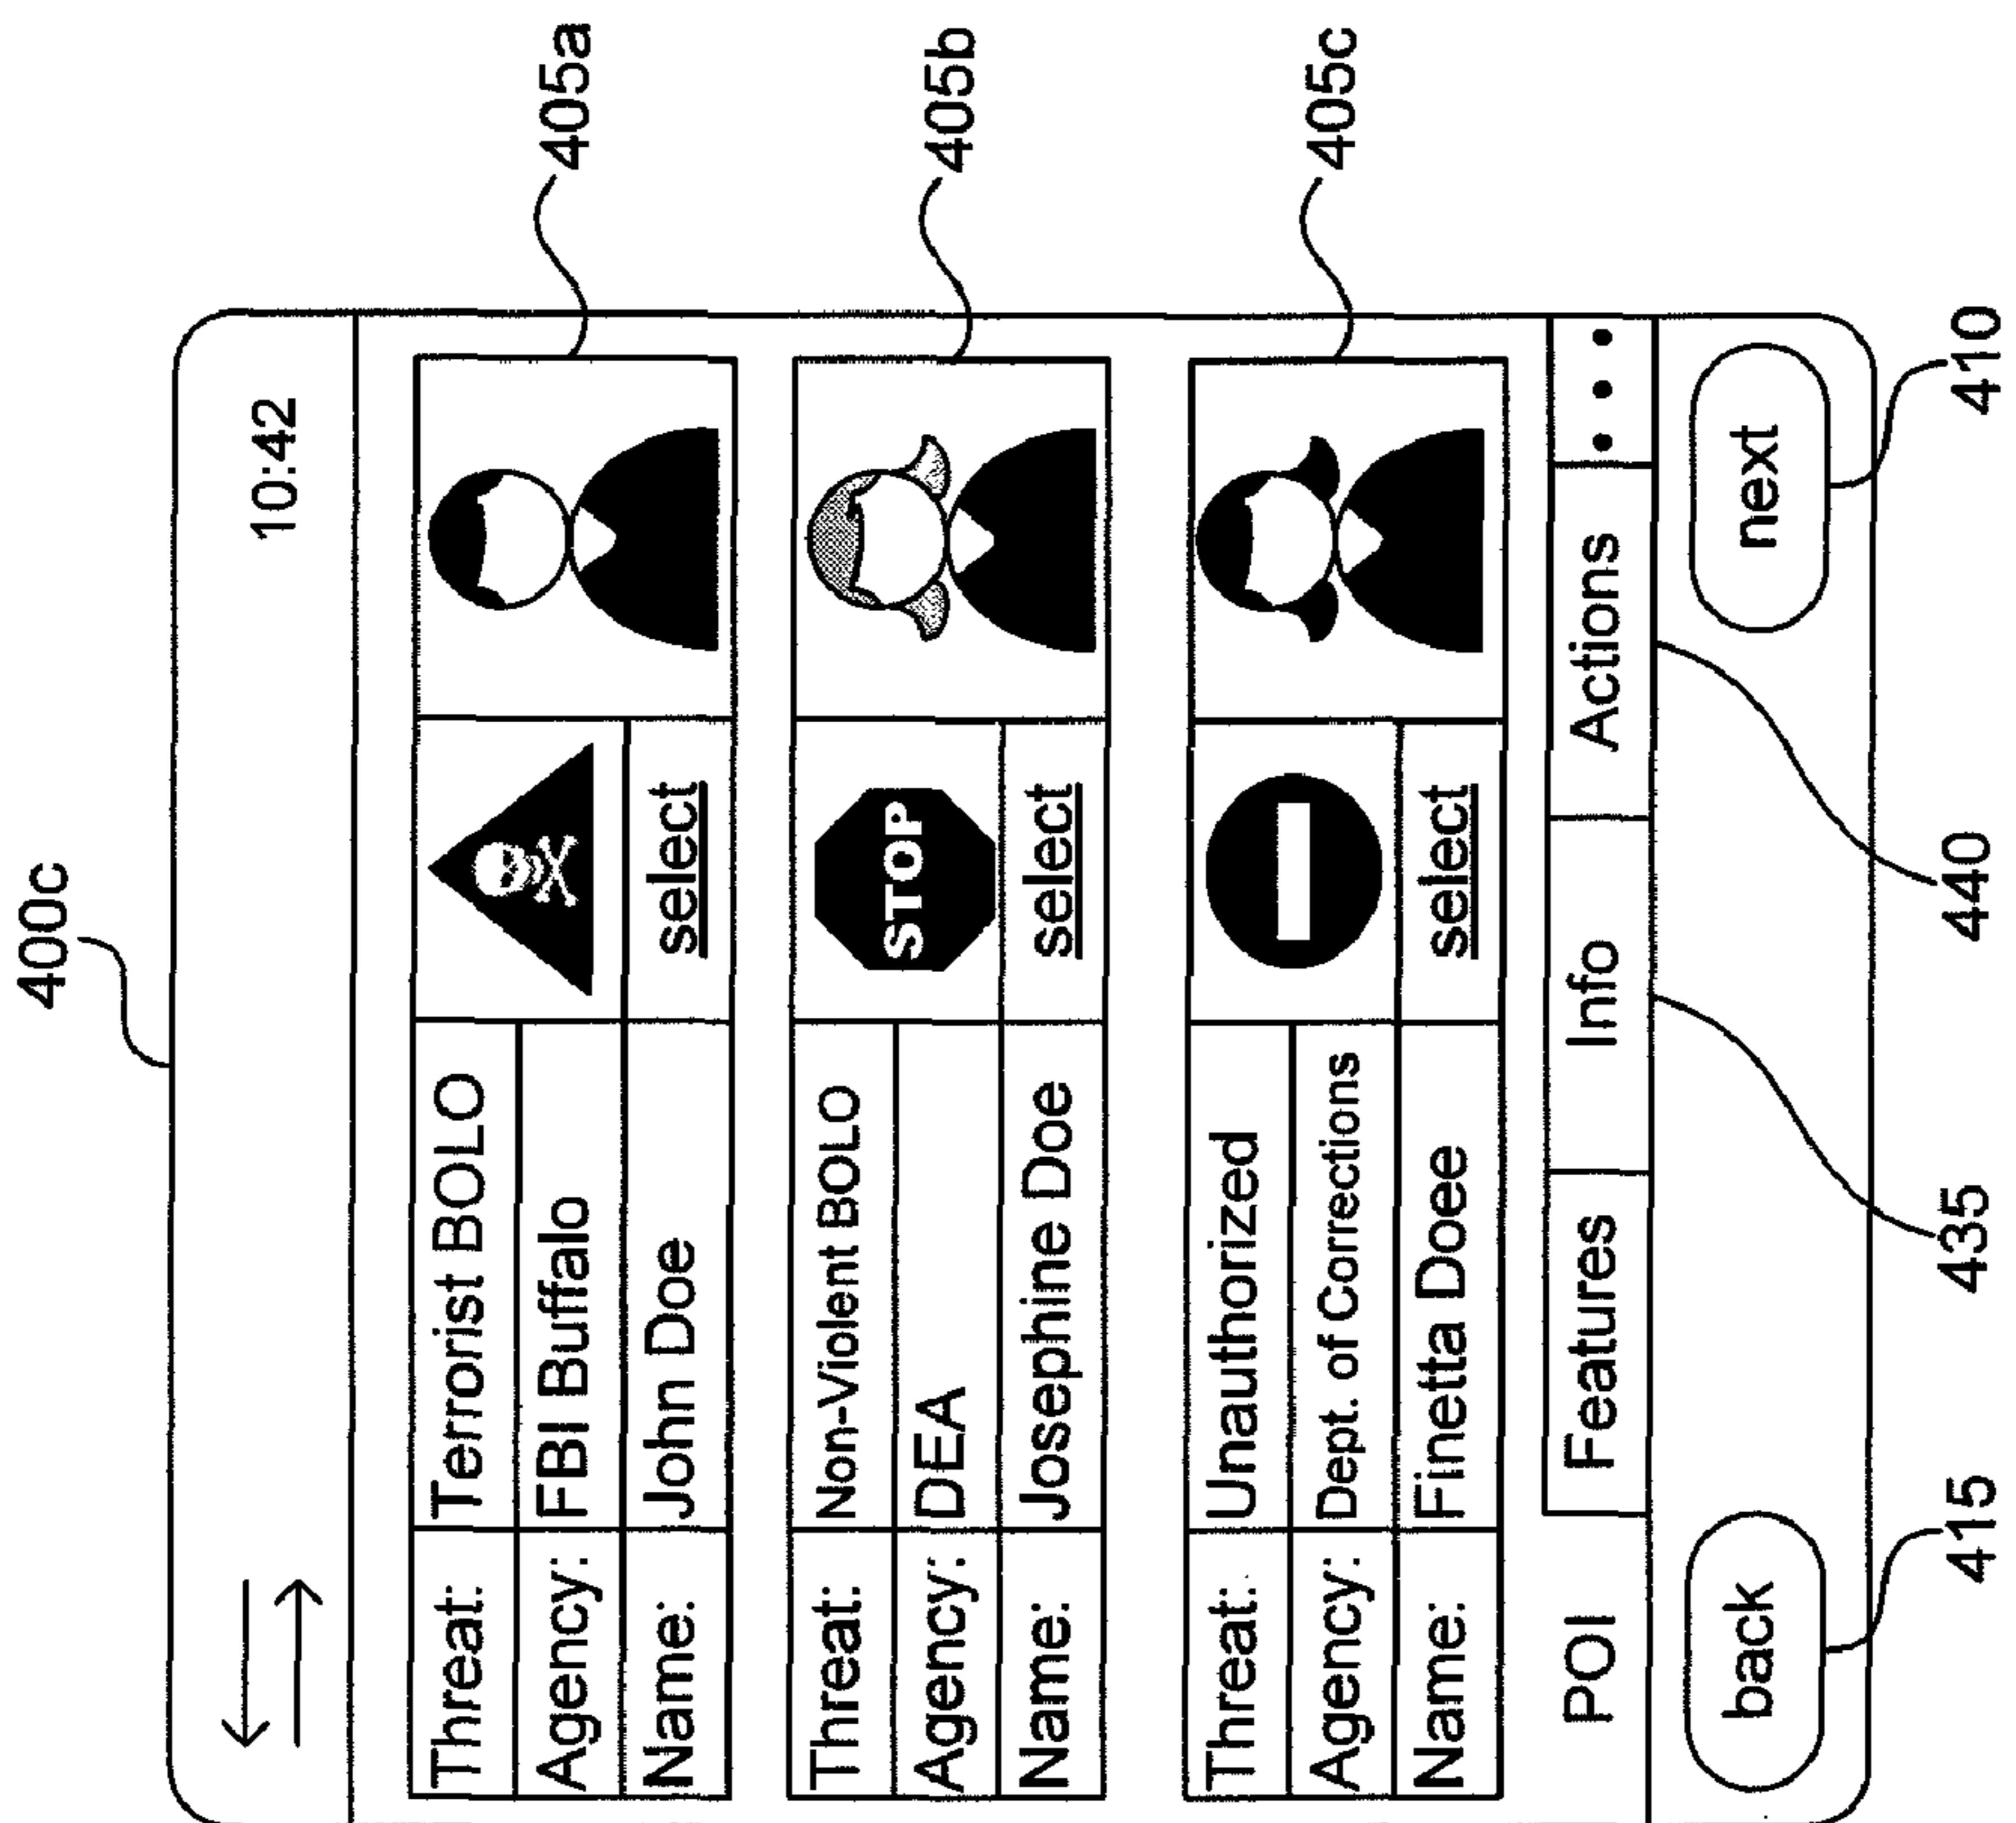 400c
10:42
Threat: Terrorist BOLO
Agency: FBI Buffalo
Name: John Doe select
405a
Threat: Non-Violent BOLO STOP
Agency: DEA
Name: Josephine Doe select
405b
Threat: Unauthorized
Agency: Dept. of Corrections
Name: Finetta Doee select
405c
POI Features Info Actions
back next
415 435 440 410